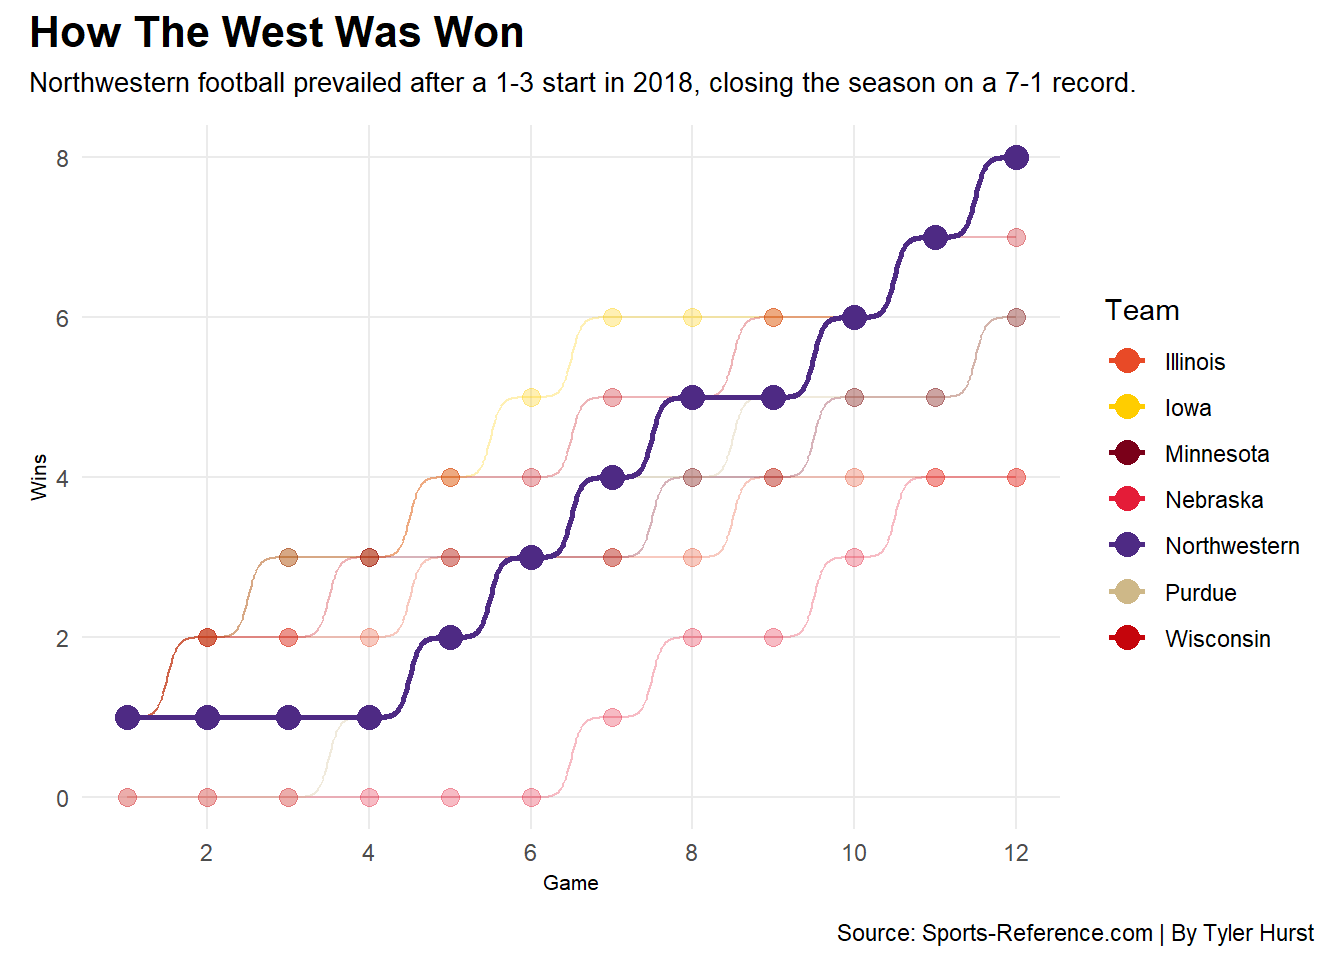 How The West Was Won
Northwestern football prevailed after a 1-3 start in 2018, closing the season on a 7-1 record.
8
6
4
2
0
Wins
2 4 6 8 10 12
Game
Team
Illinois
Iowa
Minnesota
Nebraska
Northwestern
Purdue
Wisconsin
Source: Sports-Reference.com | By Tyler Hurst